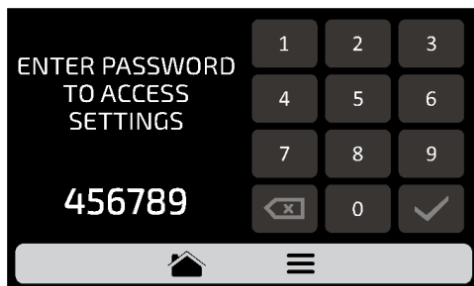 ENTER PASSWORD
TO ACCESS
SETTINGS
456789
1 2 3
4 5 6
7 8 9
0